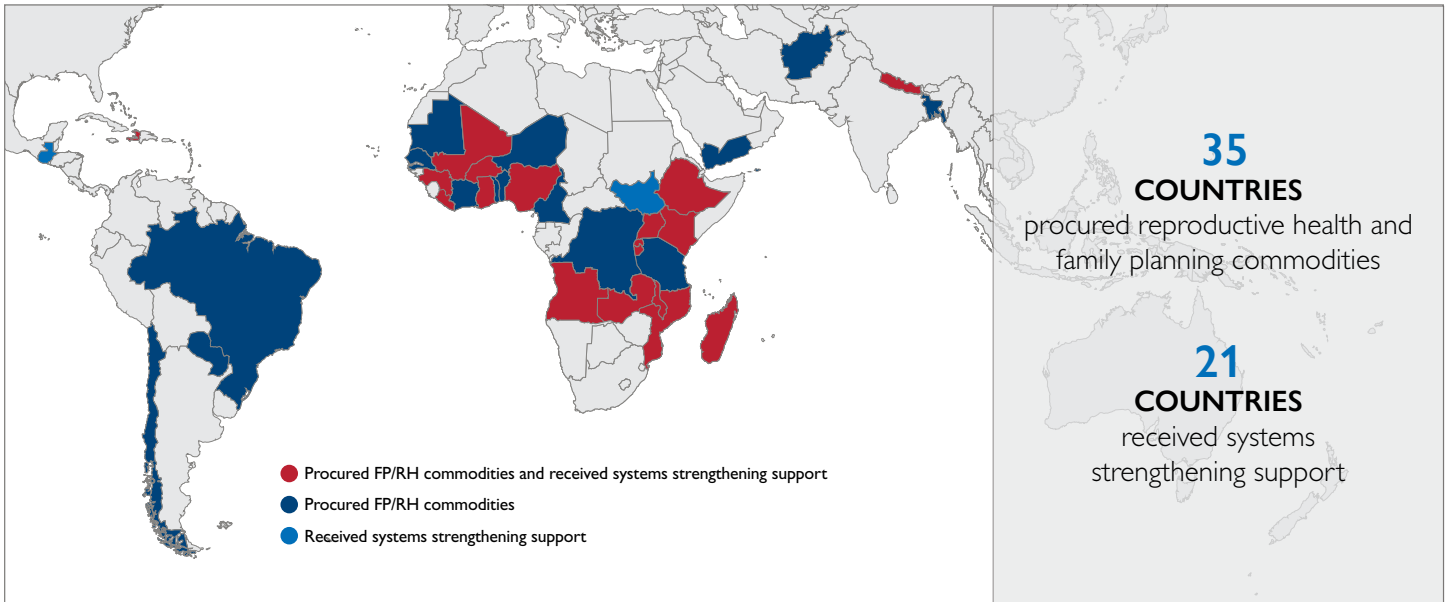 35
COUNTRIES
procured reproductive health and
family planning commodities
21
COUNTRIES
received systems
strengthening support
Procured FP/RH commodities and received systems strengthening support
Procured FP/RH commodities
Received systems strengthening support